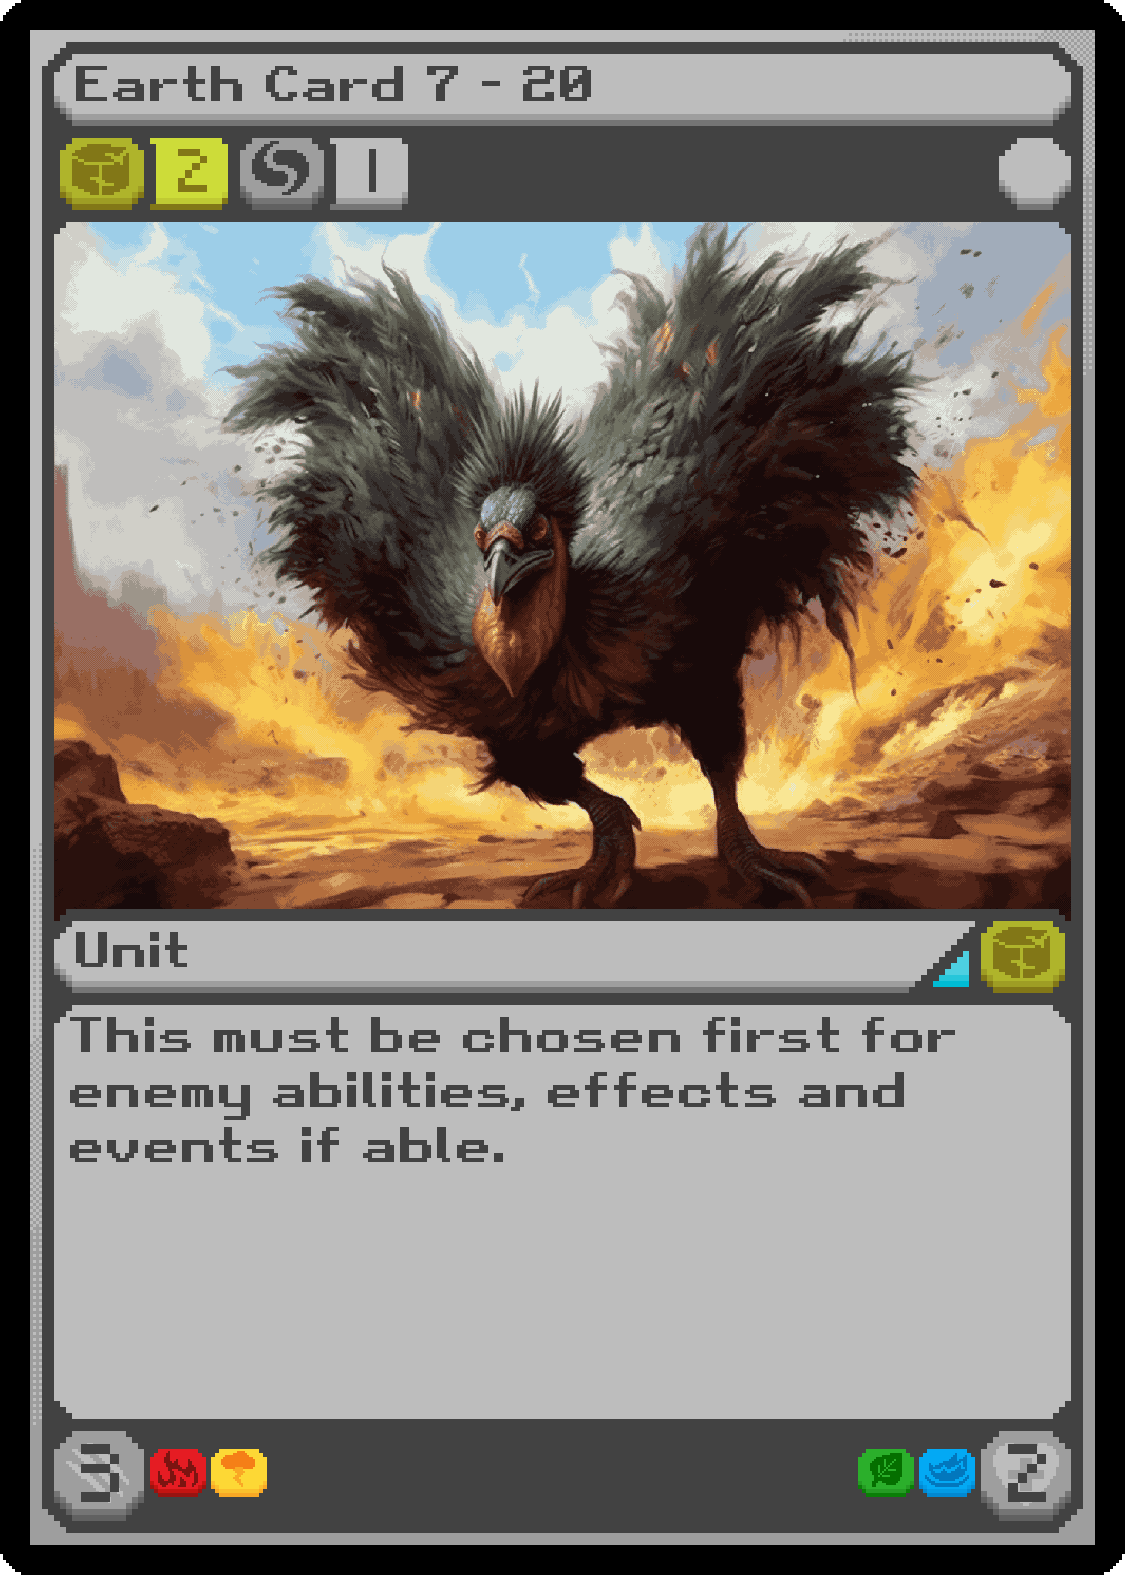 Earth Card 7 - 20
2 1
Unit
This must be chosen first for
enemy abilities, effects and
events if able.
3 2